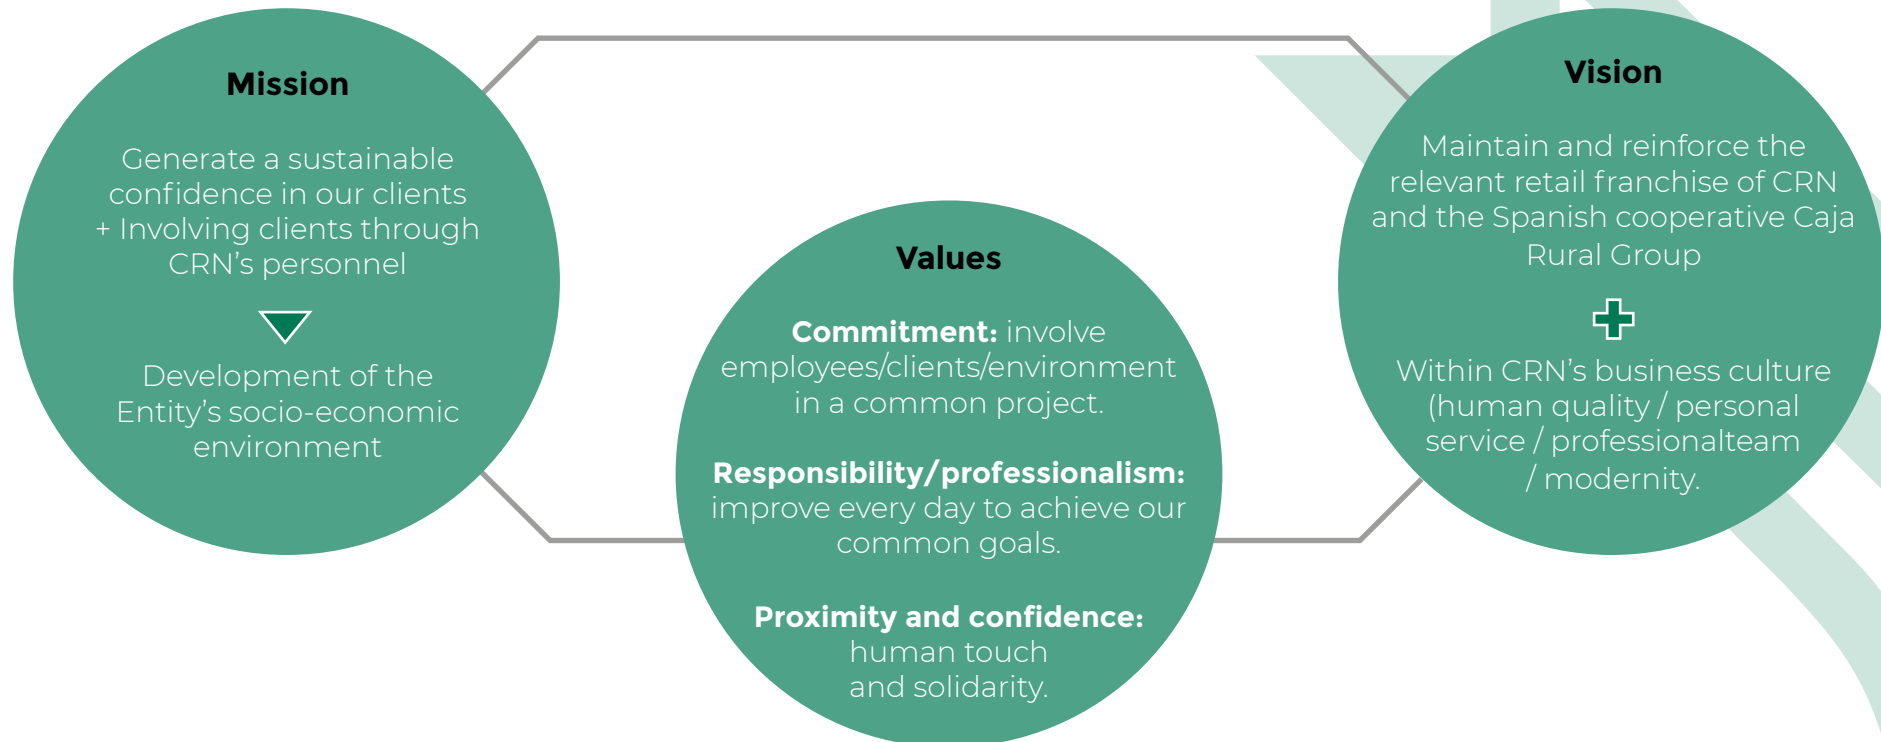 Mission
Generate a sustainable
confidence in our clients
+ Involving clients through
CRN's personnel
Development of the
Entity's socio-economic
environment
Values
Commitment: involve
employees/clients/environment
in a common project.
Responsibility/professionalism:
improve every day to achieve our
common goals.
Proximity and confidence:
human touch
and solidarity.
Vision
Maintain and reinforce the
relevant retail franchise of CRN
and the Spanish cooperative Caja
Rural Group
Within CRN's business culture
(human quality / personal
service / professionalteam
/ modernity.